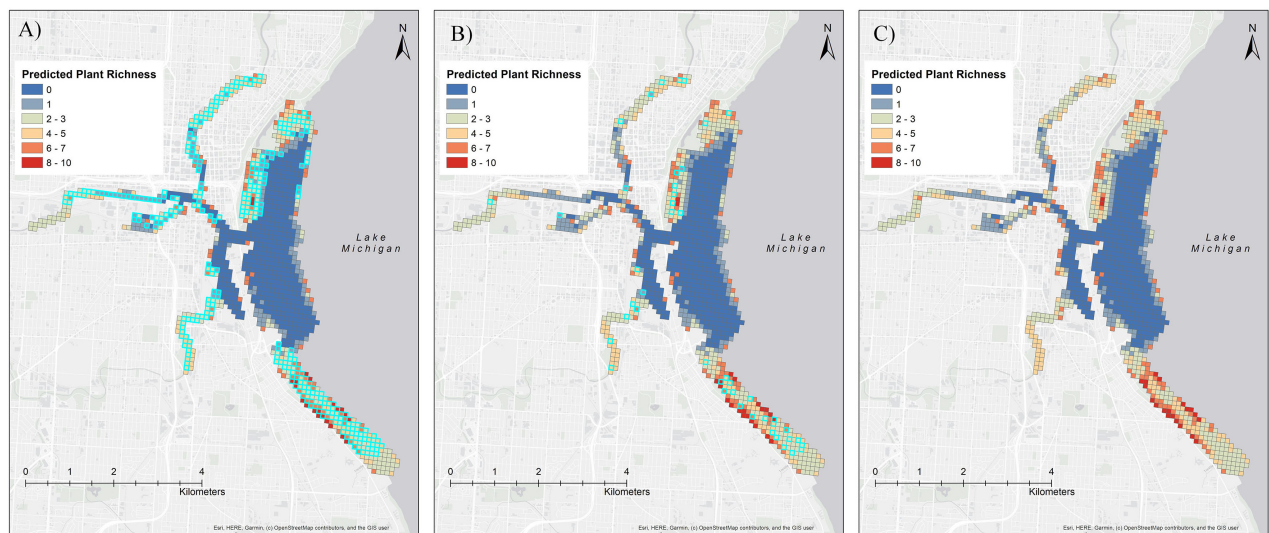 A)
N
Predicted Plant Richness
0
1
2 - 3
4 - 5
6 - 7
8 - 10
Lake
Michigan
0 1 2 4
Kilometers
Esri, HERE, Garmin, (c) OpenStreetMap contributors, and the GIS user
B)
N
Predicted Plant Richness
0
1
2 - 3
4 - 5
6 - 7
8 - 10
Lake
Michigan
0 1 2 4
Kilometers
Esri, HERE, Garmin, (c) OpenStreetMap contributors, and the GIS user
C)
N
Predicted Plant Richness
0
1
2 - 3
4 - 5
6 - 7
8 - 10
Lake
Michigan
0 1 2 4
Kilometers
Esri, HERE, Garmin, (c) OpenStreetMap contributors, and the GIS user